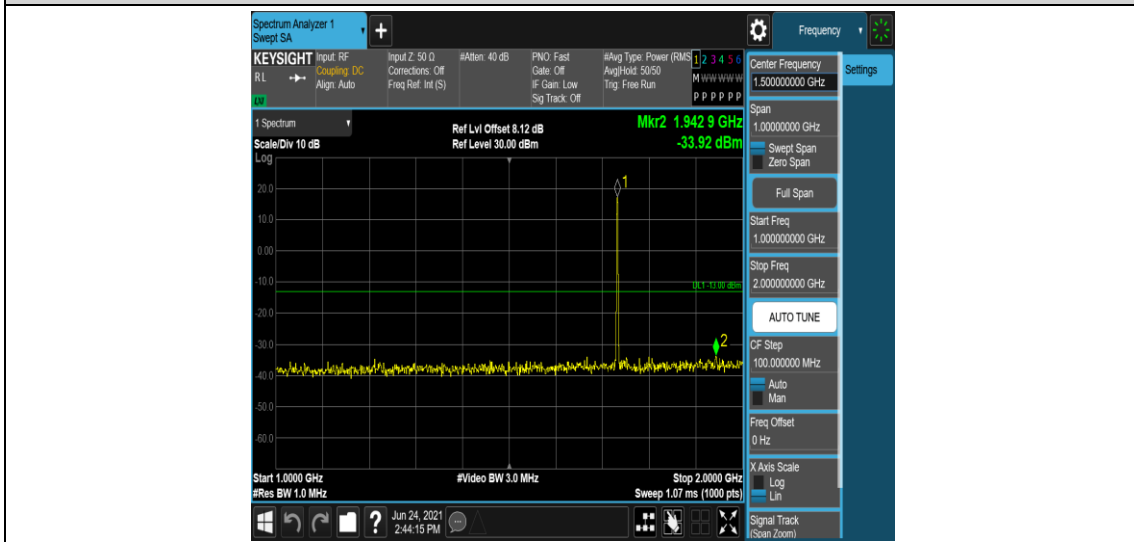 Spectrum Analyzer 1
Swept SA
+
Frequency
KEYSIGHT
RL
LXI
Input: RF
Coupling: DC
Align: Auto
Input Z: 50 Ω
Corrections: Off
Freq Ref: Int (S)
#Atten: 40 dB
PNO: Fast
Gate: Off
IF Gain: Low
Sig Track: Off
#Avg Type: Power (RMS
Avg|Hold: 50/50
Trig: Free Run
1 2 3 4 5 6
M W W W W W
P P P P P P
1 Spectrum
Scale/Div 10 dB
Ref Lvl Offset 8.12 dB
Ref Level 30.00 dBm
Mkr2 1.942 9 GHz
-33.92 dBm
Log
20.0
10.0
0.00
-10.0
-20.0
-30.0
-40.0
-50.0
-60.0
1
DL1 -13.00 dBm
2
Start 1.0000 GHz
#Res BW 1.0 MHz
#Video BW 3.0 MHz
Stop 2.0000 GHz
Sweep 1.07 ms (1000 pts)
Center Frequency
1.500000000 GHz
Settings
Span
1.00000000 GHz
Swept Span
Zero Span
Full Span
Start Freq
1.000000000 GHz
Stop Freq
2.000000000 GHz
AUTO TUNE
CF Step
100.000000 MHz
Auto
Man
Freq Offset
0 Hz
X Axis Scale
Log
Lin
Signal Track
(Span Zoom)
?
Jun 24, 2021
2:44:15 PM